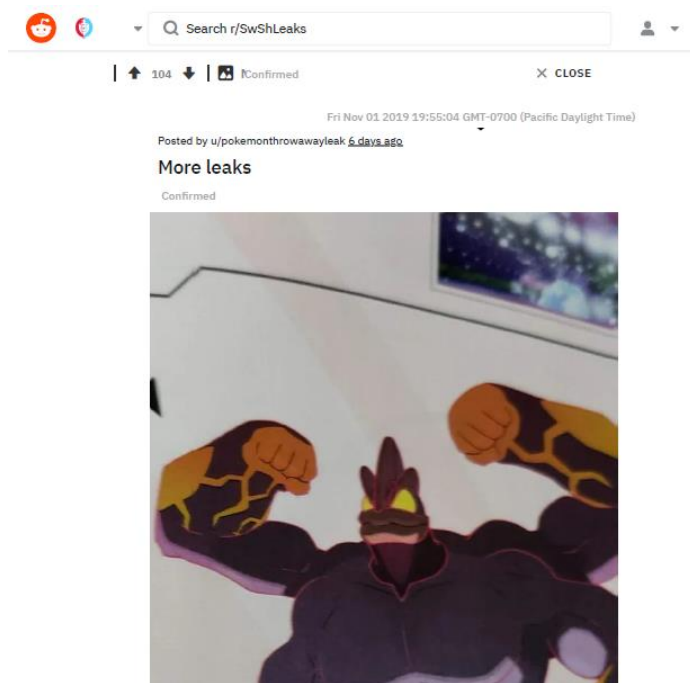 Search r/SwShLeaks
104 Confirmed
CLOSE
Fri Nov 01 2019 19:55:04 GMT-0700 (Pacific Daylight Time)
Posted by u/pokemonthrowawayleak 6 days ago
More leaks
Confirmed